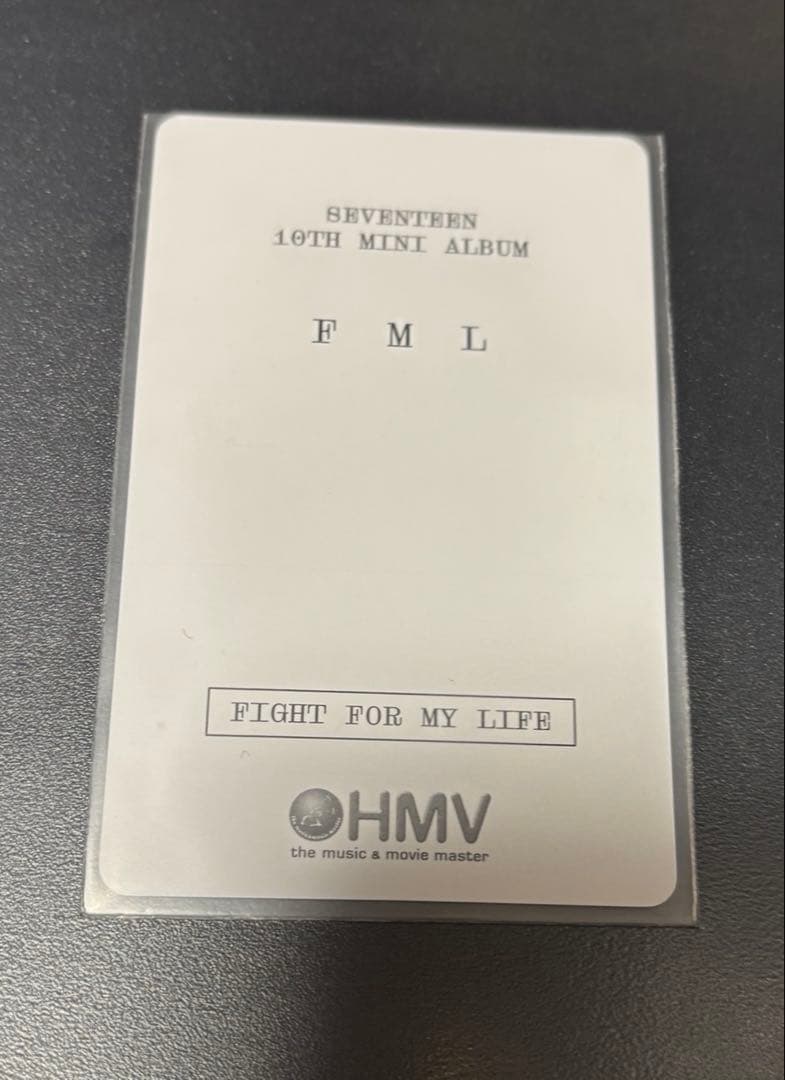 SEVENTEEN
10TH MINI ALBUM
F M L
FIGHT FOR MY LIFE
HMV
the music & movie master